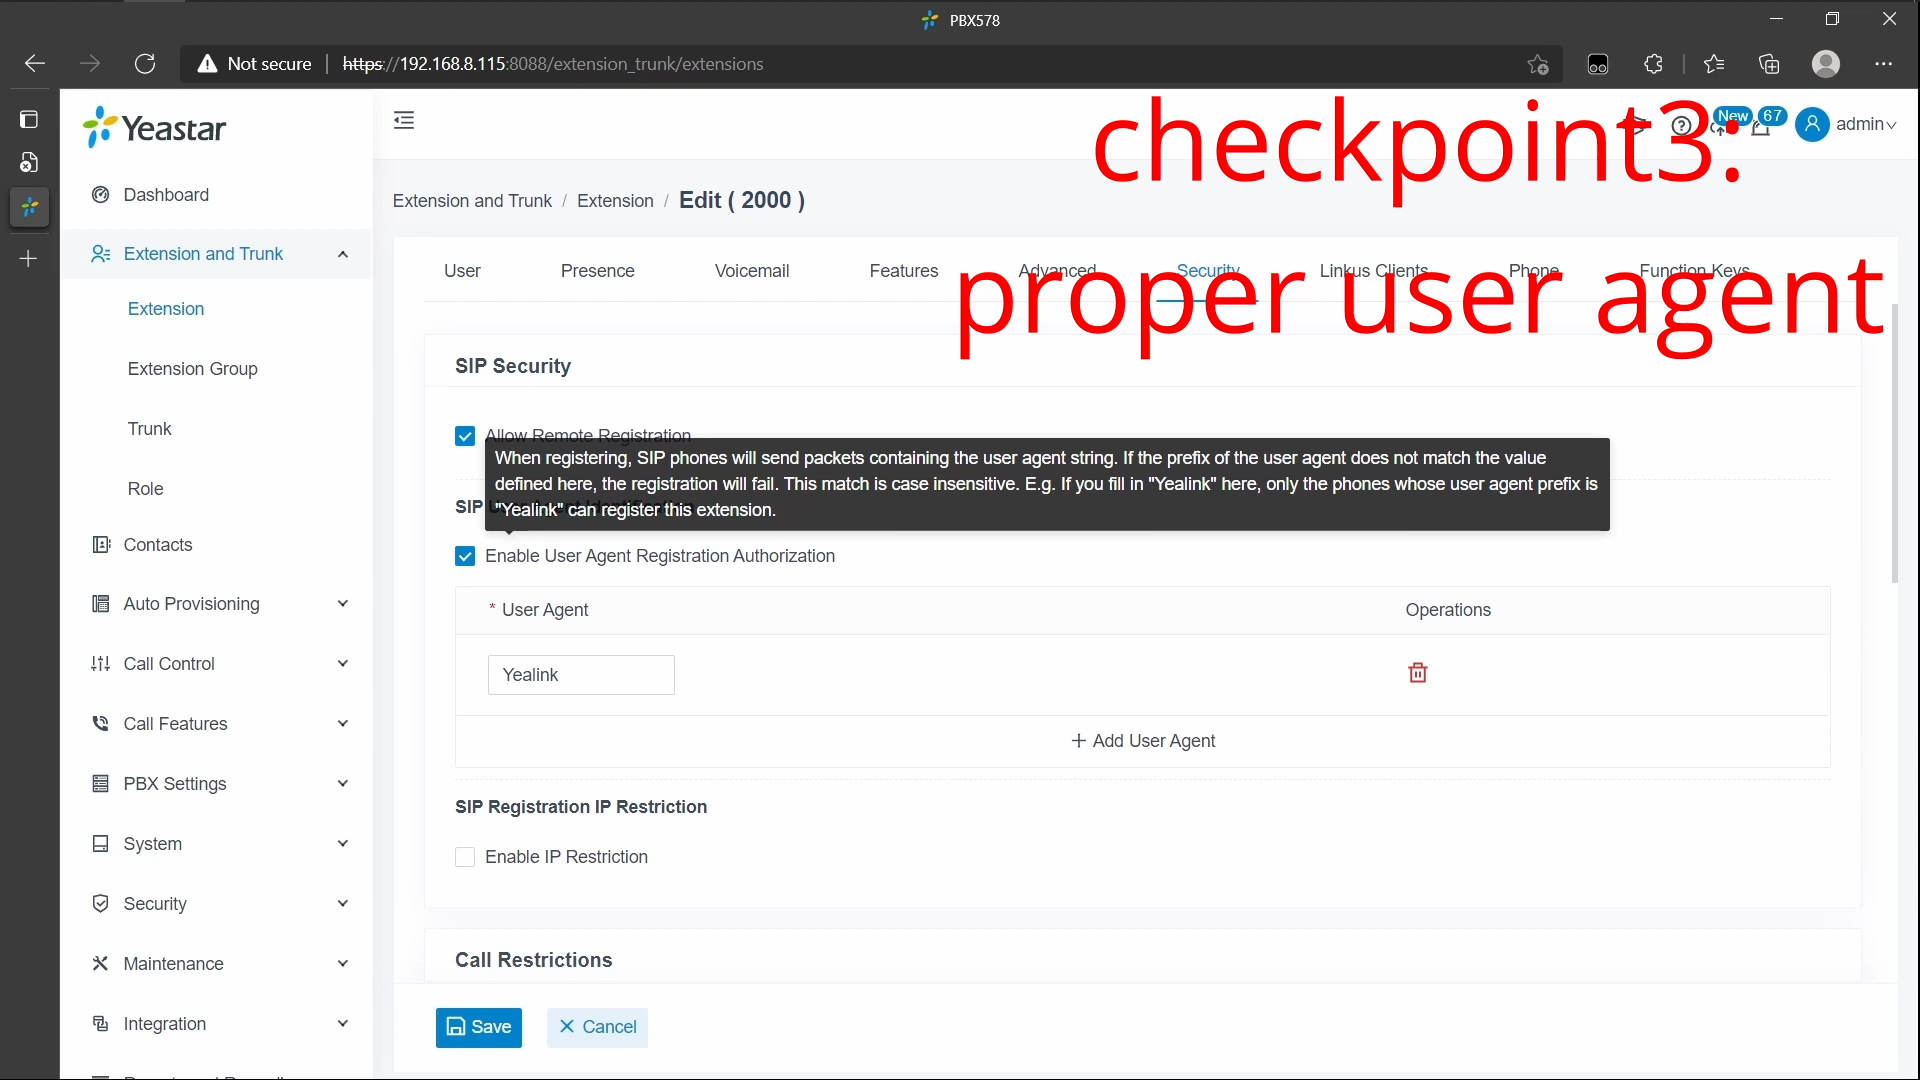 PBX578
Not secure
https://192.168.8.115:8088/extension_trunk/extensions
Yeastar
checkpoint3:
New
67
admin
Dashboard
Extension and Trunk / Extension / Edit ( 2000 )
Extension and Trunk
Extension
Extension Group
Trunk
Role
Contacts
Auto Provisioning
Call Control
Call Features
PBX Settings
System
Security
Maintenance
Integration
User
Presence
Voicemail
Features
Advanced
Security
Linkus Clients
Phone
Function Keys
proper user agent
SIP Security
Allow Remote Registration
When registering, SIP phones will send packets containing the user agent string. If the prefix of the user agent does not match the value
defined here, the registration will fail. This match is case insensitive. E.g. If you fill in "Yealink" here, only the phones whose user agent prefix is
"Yealink" can register this extension.
SIP
Enable User Agent Registration Authorization
* User Agent
Operations
Yealink
+ Add User Agent
SIP Registration IP Restriction
Enable IP Restriction
Call Restrictions
Save
Cancel